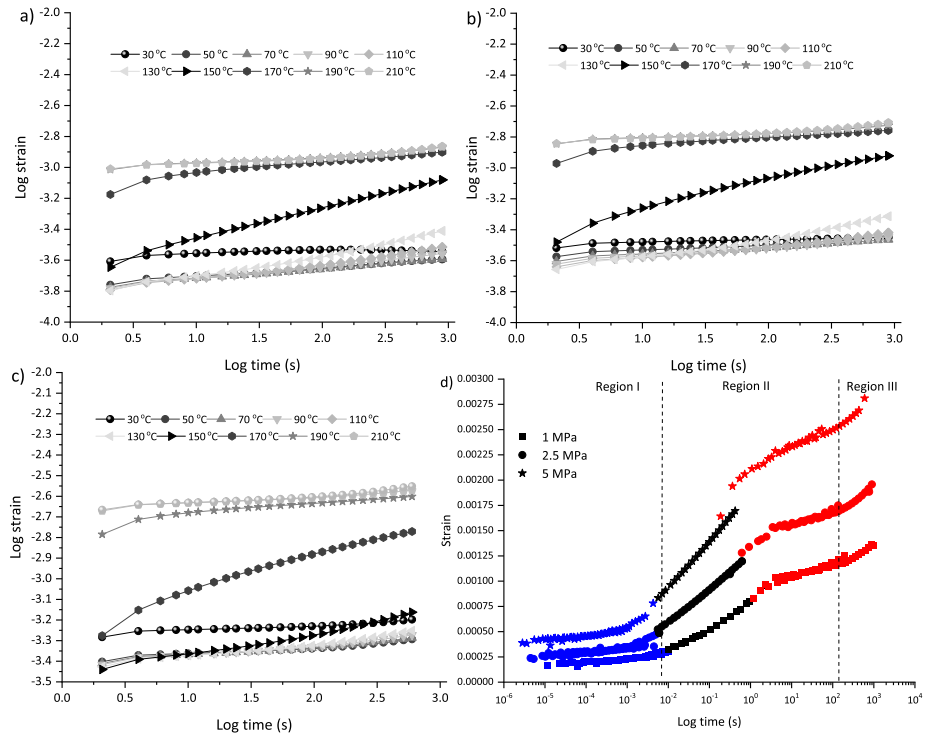 a)
-2.0
-2.2
-2.4
-2.6
-2.8
-3.0
-3.2
-3.4
-3.6
-3.8
-4.0
Log strain
30 °C 50 °C 70 °C 90 °C 110 °C
130 °C 150 °C 170 °C 190 °C 210 °C
0.0 0.5 1.0 1.5 2.0 2.5 3.0
Log time (s)
b)
-2.0
-2.2
-2.4
-2.6
-2.8
-3.0
-3.2
-3.4
-3.6
-3.8
-4.0
Log strain
30 °C 50 °C 70 °C 90 °C 110 °C
130 °C 150 °C 170 °C 190 °C 210 °C
0.0 0.5 1.0 1.5 2.0 2.5 3.0
Log time (s)
c)
-2.0
-2.1
-2.2
-2.3
-2.4
-2.5
-2.6
-2.7
-2.8
-2.9
-3.0
-3.1
-3.2
-3.3
-3.4
-3.5
Log strain
30 °C 50 °C 70 °C 90 °C 110 °C
130 °C 150 °C 170 °C 190 °C 210 °C
0.0 0.5 1.0 1.5 2.0 2.5 3.0
Log time (s)
d)
0.00300
0.00275
0.00250
0.00225
0.00200
0.00175
0.00150
0.00125
0.00100
0.00075
0.00050
0.00025
0.00000
Strain
Region I Region II Region III
1 MPa
2.5 MPa
5 MPa
10⁻⁶ 10⁻⁵ 10⁻⁴ 10⁻³ 10⁻² 10⁻¹ 10⁰ 10¹ 10² 10³ 10⁴
Log time (s)